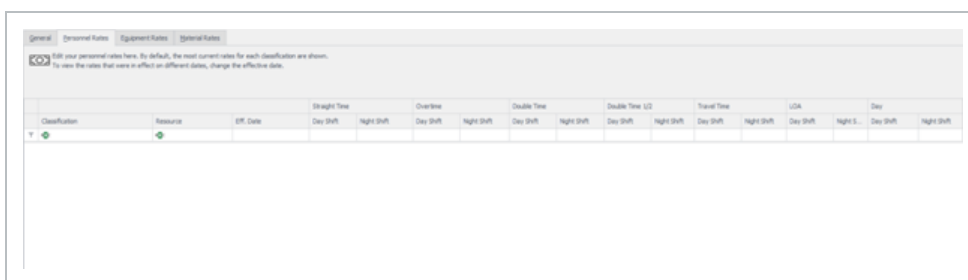 General Personnel Rates Equipment Rates Material Rates
Edit your personnel rates here. By default, the most current rates for each classification are shown.
To view the rates that were in effect on different dates, change the effective date.
Straight Time Overtime Double Time Double Time 1/2 Travel Time LOA Day
Classification Resource Eff. Date Day Shift Night Shift Day Shift Night Shift Day Shift Night Shift Day Shift Night Shift Day Shift Night Shift Day Shift Night S... Day Shift Night Shift